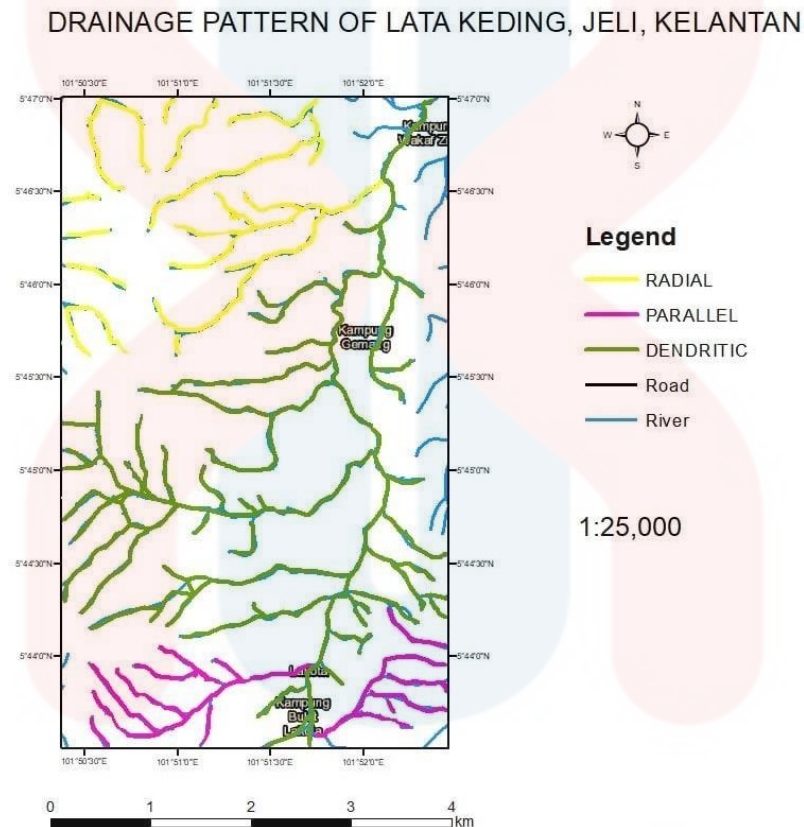 DRAINAGE PATTERN OF LATA KEDING, JELI, KELANTAN
101°50'30"E 101°51'0"E 101°51'30"E 101°52'0"E
5°47'0"N 5°47'0"N
5°46'30"N 5°46'30"N
5°46'0"N 5°46'0"N
5°45'30"N 5°45'30"N
5°45'0"N 5°45'0"N
5°44'30"N 5°44'30"N
5°44'0"N 5°44'0"N
101°50'30"E 101°51'0"E 101°51'30"E 101°52'0"E
Kampung
Gemang
Kampung
Bukit
N
W E
S
Legend
RADIAL
PARALLEL
DENDRITIC
Road
River
1:25,000
0 1 2 3 4
km